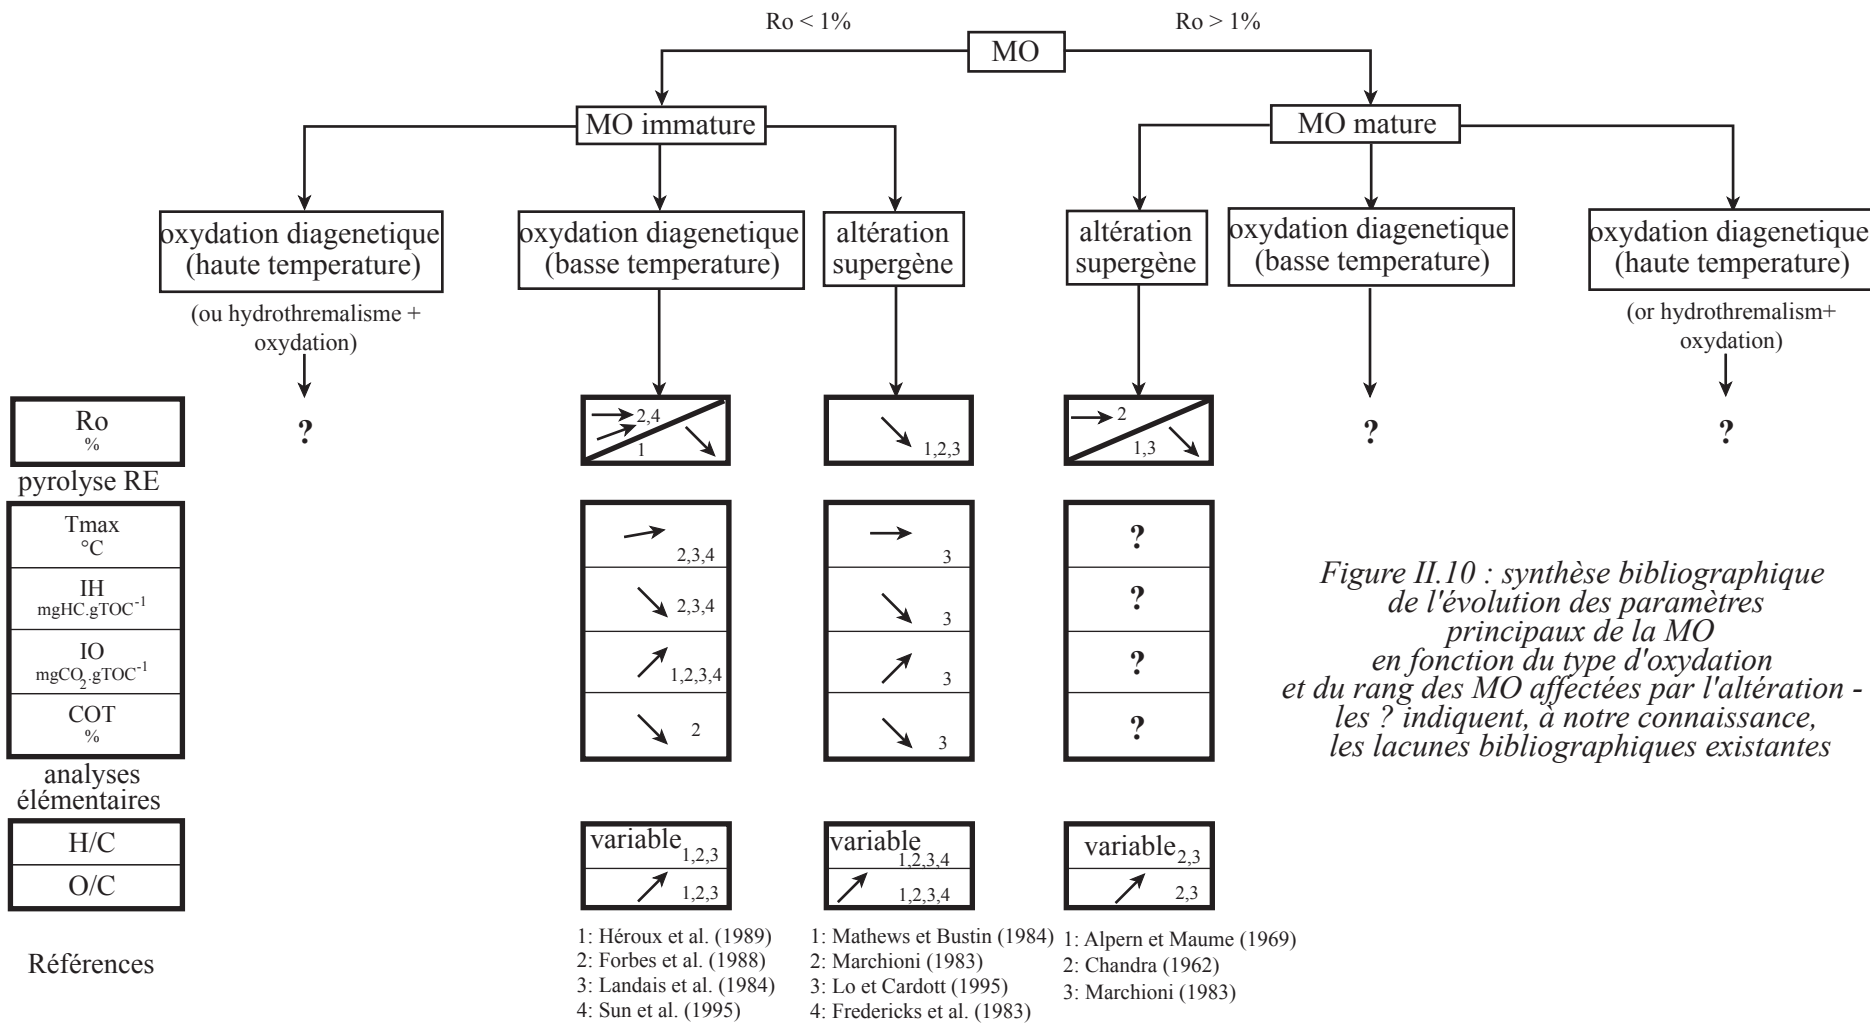 Ro < 1%
Ro > 1%
MO
MO immature
MO mature
oxydation diagenetique
(haute temperature)
(ou hydrothremalisme +
oxydation)
?
oxydation diagenetique
(basse temperature)
altération
supergène
altération
supergène
oxydation diagenetique
(basse temperature)
?
oxydation diagenetique
(haute temperature)
(or hydrothremalism+
oxydation)
?
Ro
%
2,4
1
1,2,3
2
1,3
pyrolyse RE
Tmax
°C
2,3,4
3
?
IH
mgHC.gTOC-1
2,3,4
3
?
IO
mgCO2.gTOC-1
1,2,3,4
3
?
COT
%
2
3
?
analyses
élémentaires
H/C
variable 1,2,3
variable 1,2,3,4
variable 2,3
O/C
1,2,3
1,2,3,4
2,3
Références
1: Héroux et al. (1989)
2: Forbes et al. (1988)
3: Landais et al. (1984)
4: Sun et al. (1995)
1: Mathews et Bustin (1984)
2: Marchioni (1983)
3: Lo et Cardott (1995)
4: Fredericks et al. (1983)
1: Alpern et Maume (1969)
2: Chandra (1962)
3: Marchioni (1983)
Figure II.10 : synthèse bibliographique
de l'évolution des paramètres
principaux de la MO
en fonction du type d'oxydation
et du rang des MO affectées par l'altération -
les ? indiquent, à notre connaissance,
les lacunes bibliographiques existantes